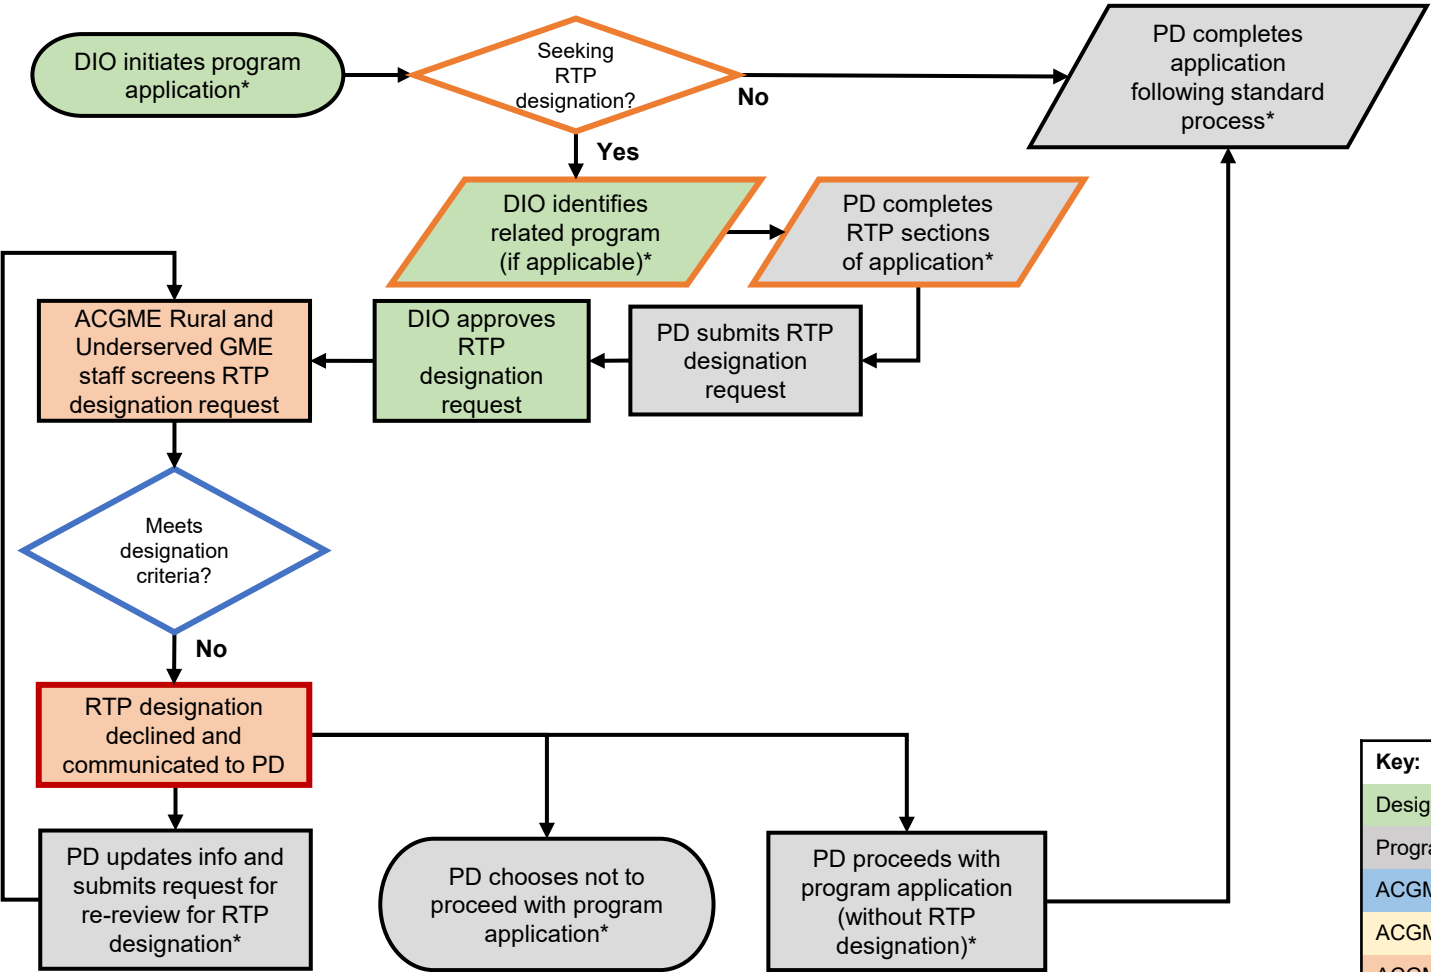 DIO initiates program
application*
Seeking
RTP
designation?
No
Yes
PD completes
application
following standard
process*
DIO identifies
related program
(if applicable)*
PD completes
RTP sections
of application*
ACGME Rural and
Underserved GME
staff screens RTP
designation request
DIO approves
RTP
designation
request
PD submits RTP
designation
request
Meets
designation
criteria?
No
RTP designation
declined and
communicated to PD
PD updates info and
submits request for
re-review for RTP
designation*
PD chooses not to
proceed with program
application*
PD proceeds with
program application
(without RTP
designation)*
Key: